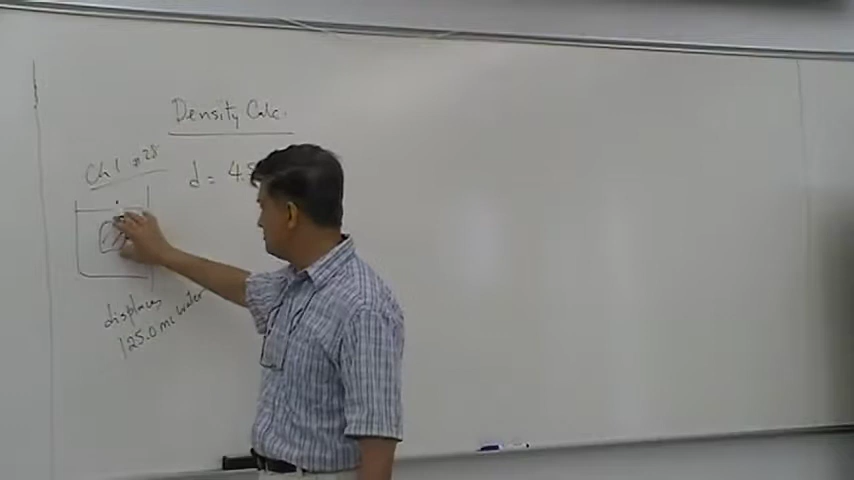 Density Calc.
Ch 1 #28
d = 4.5
displaces
125.0 mL water